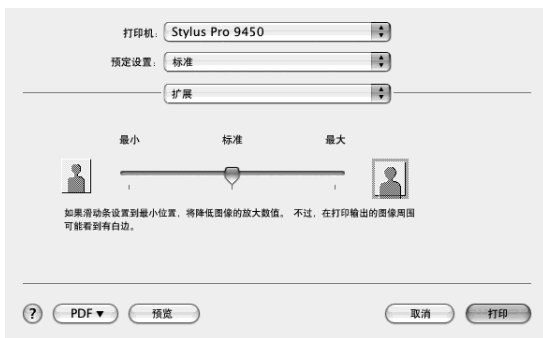 打印机: Stylus Pro 9450
预定设置: 标准
扩展
最小 标准 最大
如果滑动条设置到最小位置，将降低图像的放大数值。 不过，在打印输出的图像周围
可能看到有白边。
? PDF▼ 预览 取消 打印